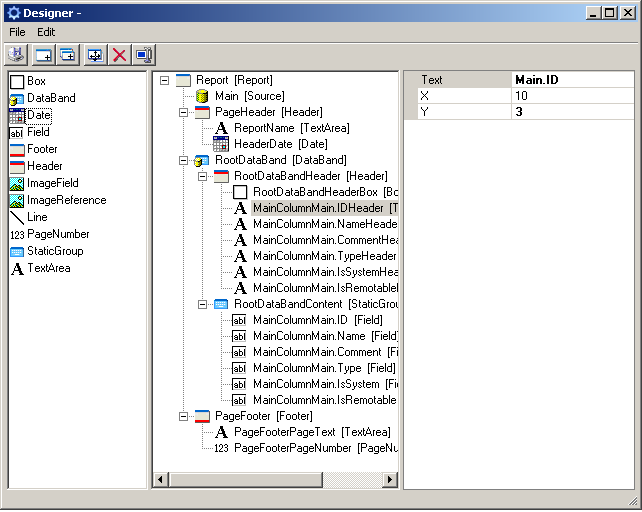 Designer -
File Edit
Box
DataBand
Date
Field
Footer
Header
ImageField
ImageReference
Line
123 PageNumber
StaticGroup
A TextArea
Report [Report]
Main [Source]
PageHeader [Header]
A ReportName [TextArea]
HeaderDate [Date]
RootDataBand [DataBand]
RootDataBandHeader [Header]
RootDataBandHeaderBox [Bo
A MainColumnMain.IDHeader [T
A MainColumnMain.NameHeade
A MainColumnMain.CommentHea
A MainColumnMain.TypeHeader
A MainColumnMain.IsSystemHea
A MainColumnMain.IsRemotableI
RootDataBandContent [StaticGrou
abl MainColumnMain.ID [Field]
abl MainColumnMain.Name [Field]
abl MainColumnMain.Comment [Fi
abl MainColumnMain.Type [Field]
abl MainColumnMain.IsSystem [Fie
abl MainColumnMain.IsRemotable
PageFooter [Footer]
A PageFooterPageText [TextArea]
123 PageFooterPageNumber [PageNu
Text Main.ID
X 10
Y 3